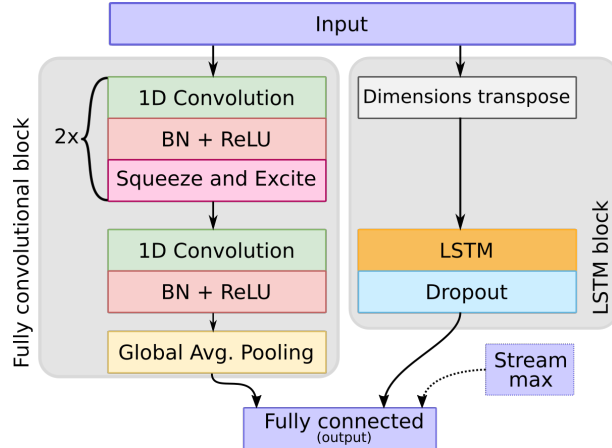 Input
Fully convolutional block
2x
1D Convolution
BN + ReLU
Squeeze and Excite
1D Convolution
BN + ReLU
Global Avg. Pooling
Dimensions transpose
LSTM
Dropout
LSTM block
Stream
max
Fully connected
(output)